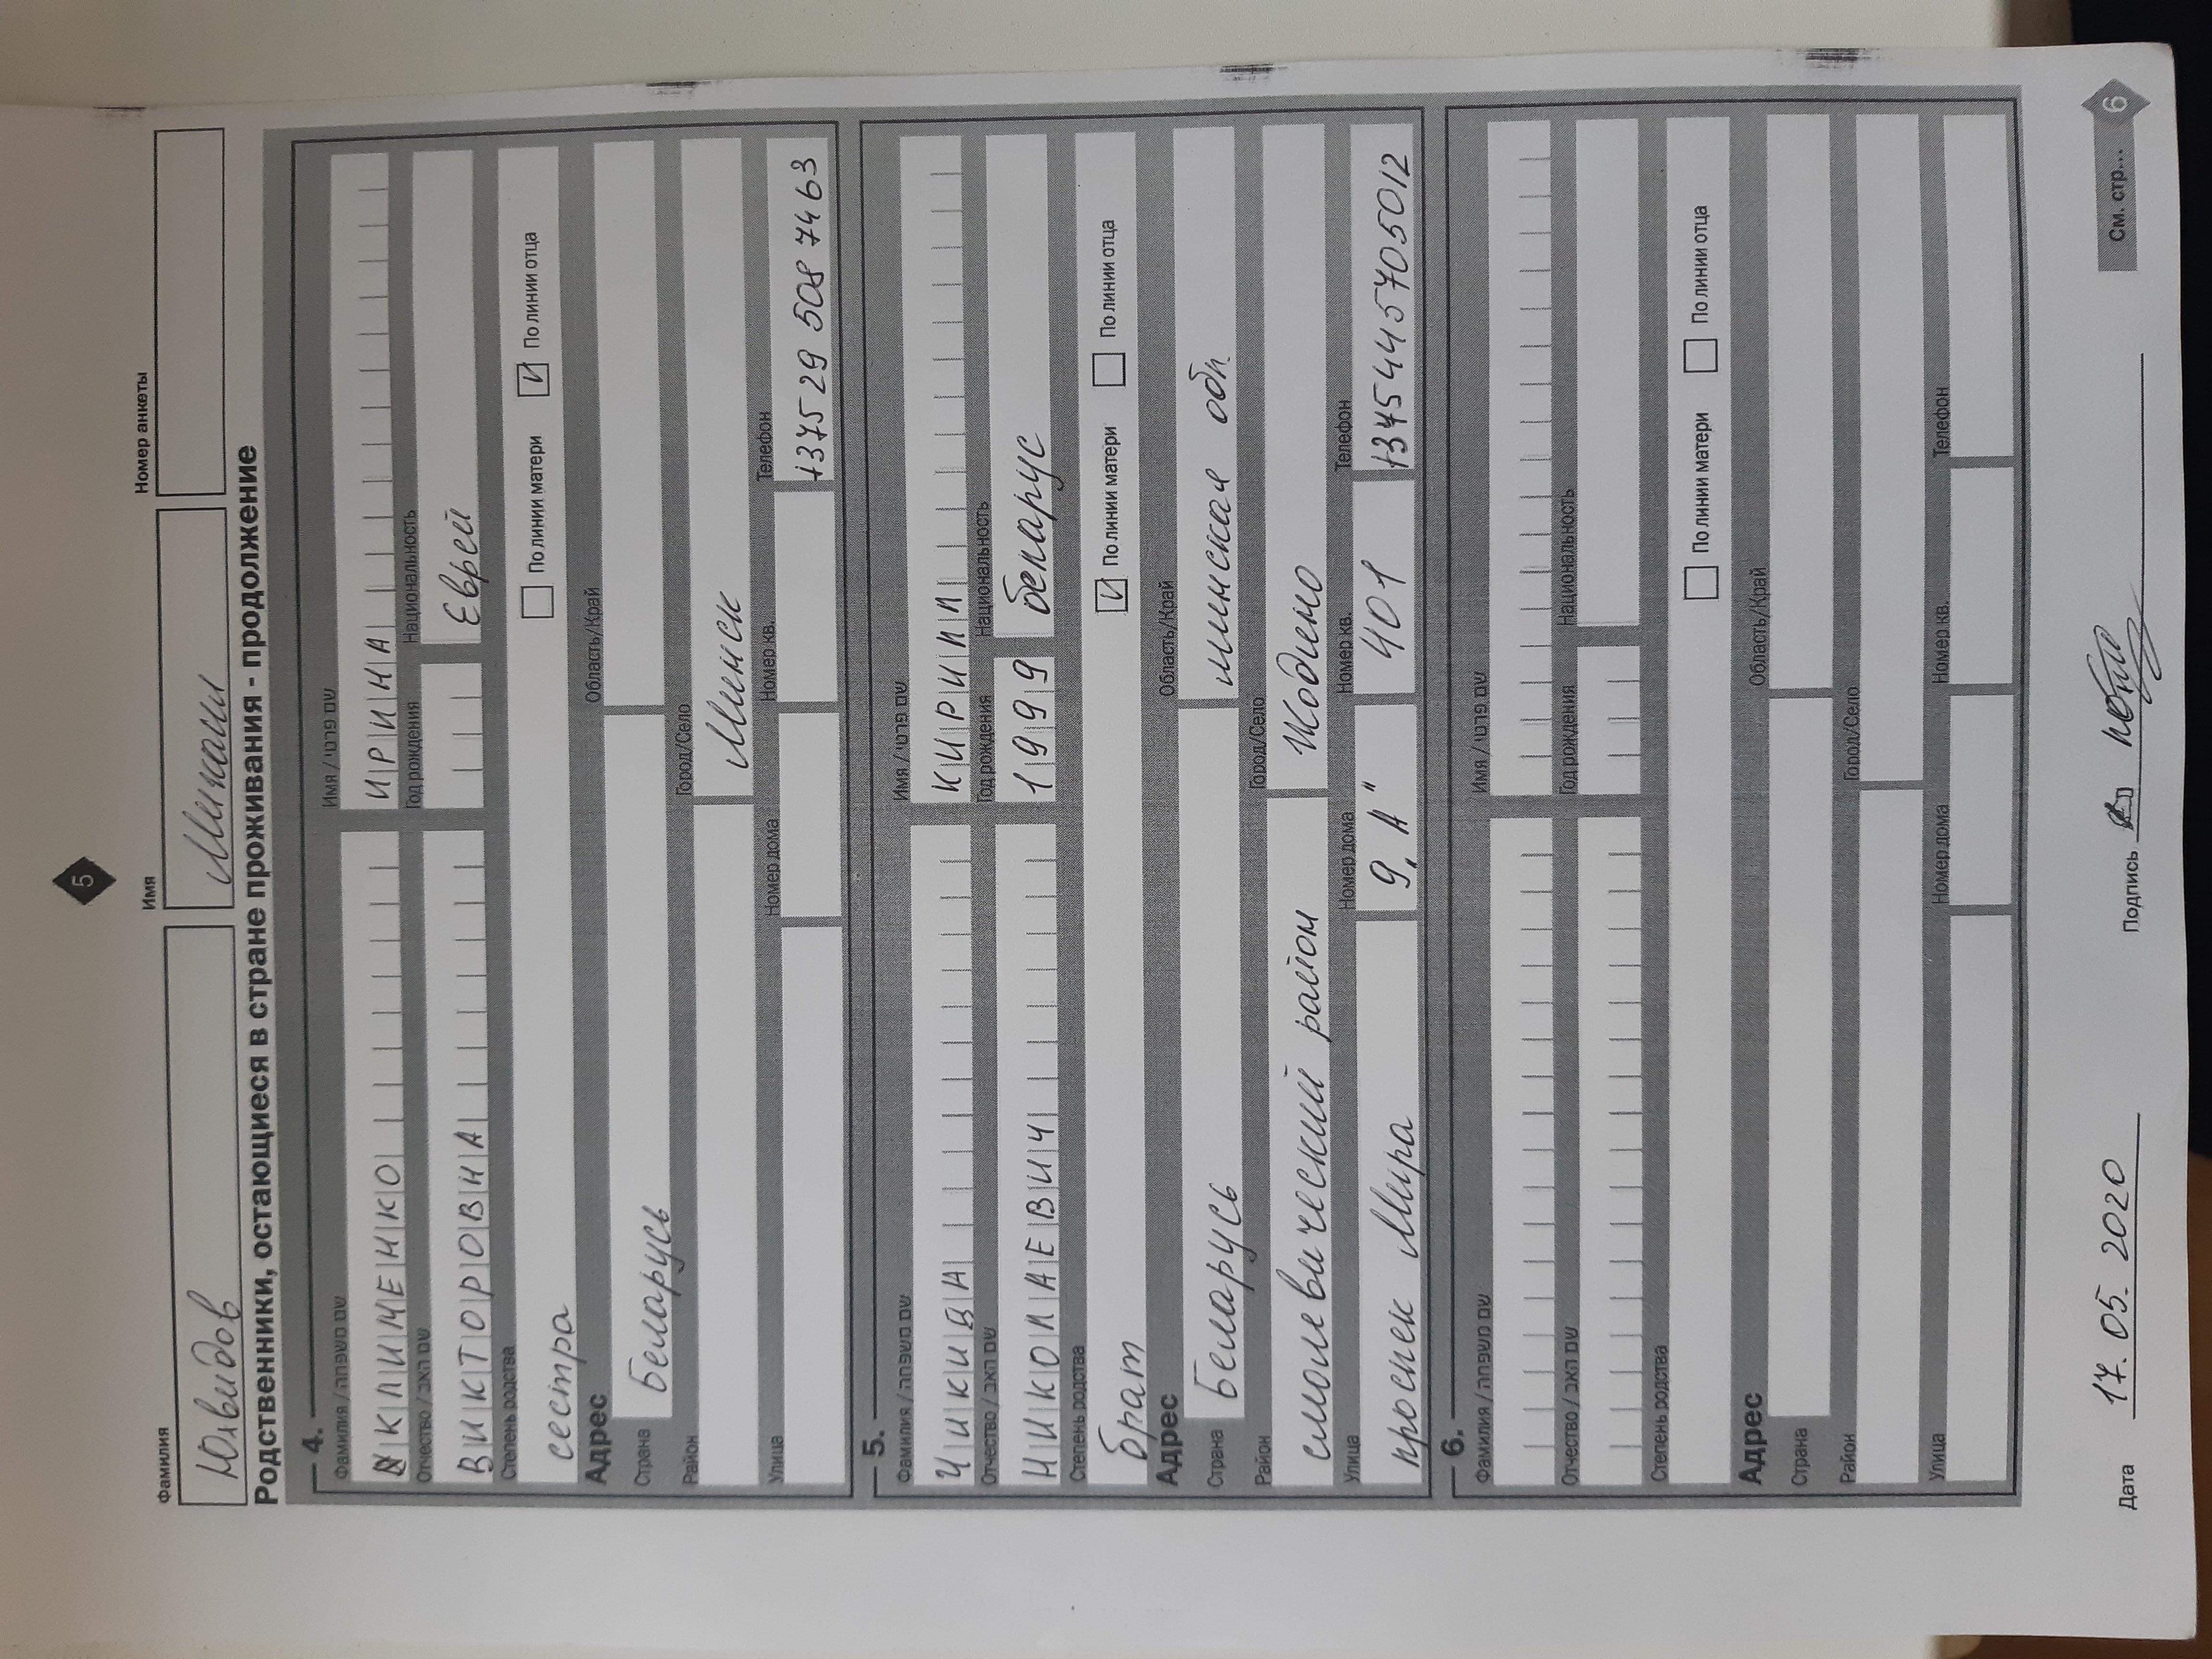 5
Фамилия Имя Номер анкеты
Юхвидов Михаил
Родственники, остающиеся в стране проживания - продолжение
4.
Фамилия / שם משפחה Имя / שם פרטי
КЛИМЕНКО ИРИНА
Отчество / שם האב Год рождения Национальность
ВИКТОРОВНА Еврей
Степень родства
сестра По линии матери V По линии отца
Адрес Область/Край
Страна Беларусь
Район Город/Село
Минск
Улица Номер дома Номер кв. Телефон
+375 29 508 7463
5.
Фамилия / שם משפחה Имя / שם פרטי
ЧИКИДА КИРИЛЛ
Отчество / שם האב Год рождения Национальность
НИКОЛАЕВИЧ 1999 беларус
Степень родства
брат V По линии матери По линии отца
Адрес Область/Край
Страна Беларусь минская обл.
Район Город/Село
смолевический район Жодино
Улица Номер дома Номер кв. Телефон
проспек Мира 9 „А" 401 +375445705012
6.
Фамилия / שם משפחה Имя / שם פרטי
Отчество / שם האב Год рождения Национальность
Степень родства
По линии матери По линии отца
Адрес Область/Край
Страна
Район Город/Село
Улица Номер дома Номер кв. Телефон
Дата 17.05.2020 Подпись См. стр... 6